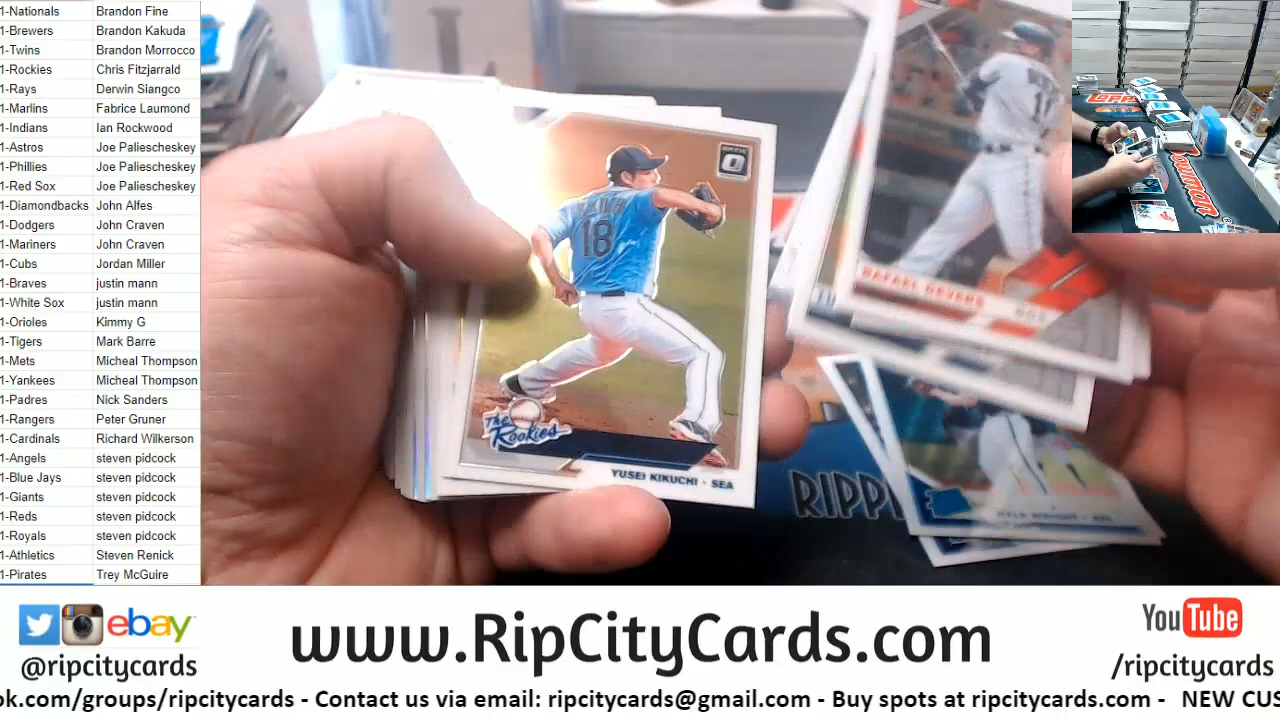 1-Nationals Brandon Fine
1-Brewers Brandon Kakuda
1-Twins Brandon Morrocco
1-Rockies Chris Fitzjarrald
1-Rays Derwin Siangco
1-Marlins Fabrice Laumond
1-Indians Ian Rockwood
1-Astros Joe Paliescheskey
1-Phillies Joe Paliescheskey
1-Red Sox Joe Paliescheskey
1-Diamondbacks John Alfes
1-Dodgers John Craven
1-Mariners John Craven
1-Cubs Jordan Miller
1-Braves justin mann
1-White Sox justin mann
1-Orioles Kimmy G
1-Tigers Mark Barre
1-Mets Micheal Thompson
1-Yankees Micheal Thompson
1-Padres Nick Sanders
1-Rangers Peter Gruner
1-Cardinals Richard Wilkerson
1-Angels steven pidcock
1-Blue Jays steven pidcock
1-Giants steven pidcock
1-Reds steven pidcock
1-Royals steven pidcock
1-Athletics Steven Renick
1-Pirates Trey McGuire
18
The Rookies
YUSEI KIKUCHI - SEA
RAFAEL DEVERS
BOS
RIPP
Topps
Bowman
ebay
@ripcitycards
www.RipCityCards.com
YouTube
/ripcitycards
ok.com/groups/ripcitycards - Contact us via email: ripcitycards@gmail.com - Buy spots at ripcitycards.com - NEW CUS